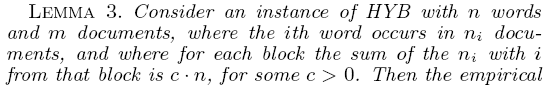 LEMMA 3. Consider an instance of HYB with n words
and m documents, where the ith word occurs in nᵢ docu-
ments, and where for each block the sum of the nᵢ with i
from that block is c · n, for some c > 0. Then the empirical